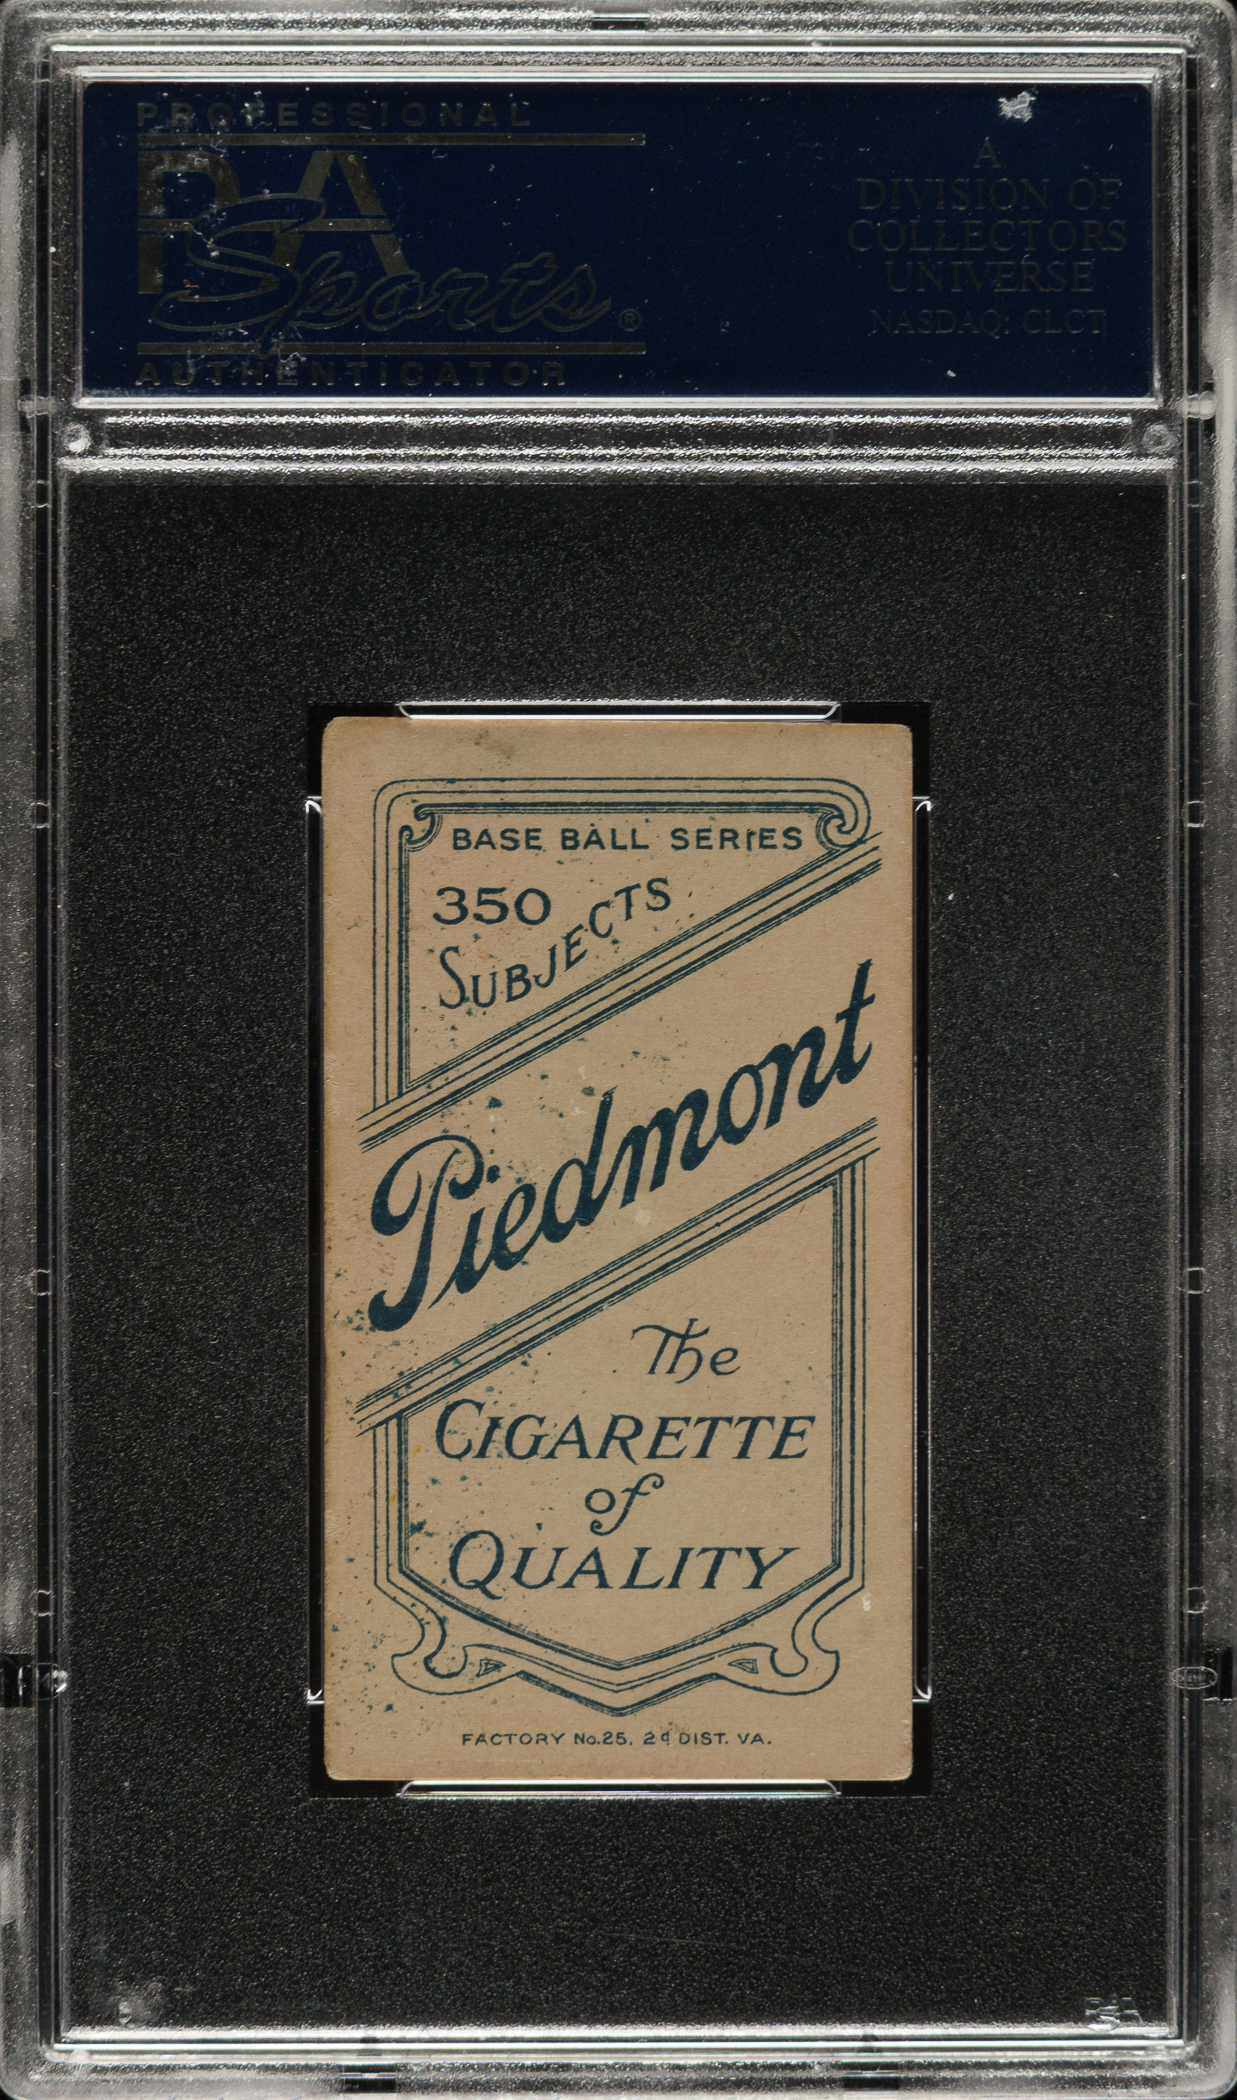 PROFESSIONAL
PSA
Sports®
AUTHENTICATOR
A
DIVISION OF
COLLECTORS
UNIVERSE
NASDAQ: CLCT
BASE BALL SERIES
350
SUBJECTS
Piedmont
The
CIGARETTE
of
QUALITY
FACTORY No.25, 2d DIST. VA.
PSA